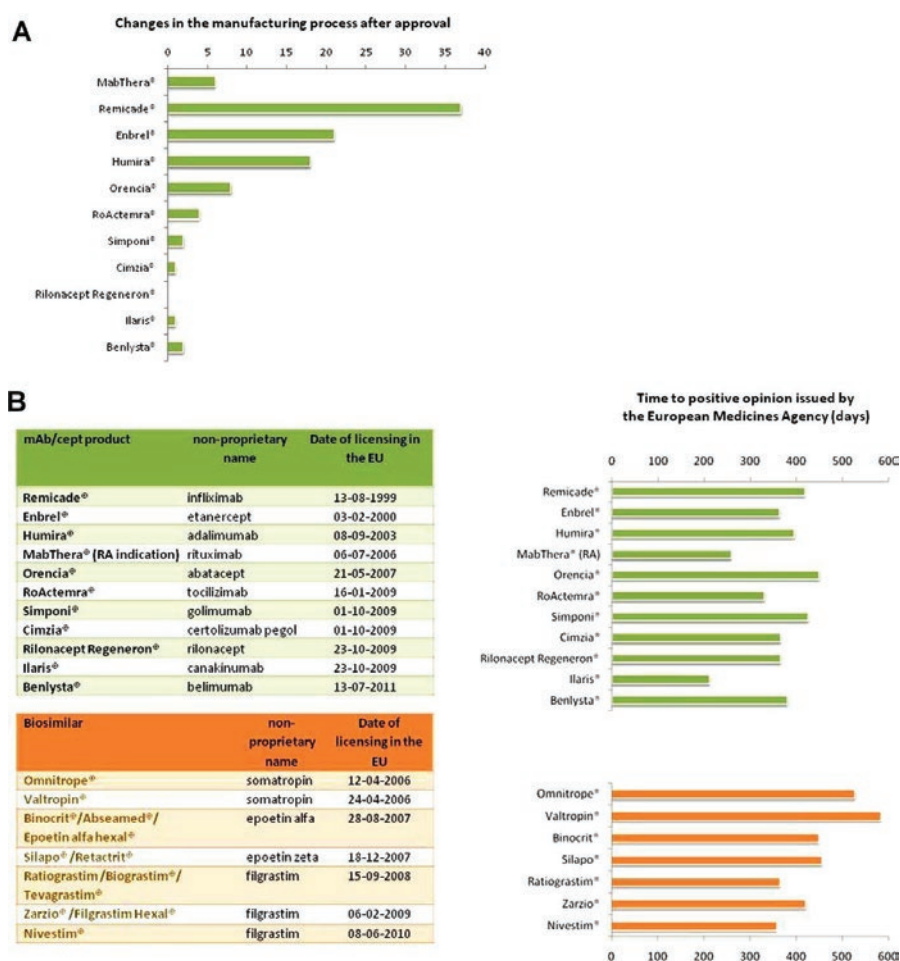 A
Changes in the manufacturing process after approval
0 5 10 15 20 25 30 35 40
MabThera®
Remicade®
Enbrel®
Humira®
Orencia®
RoActemra®
Simponi®
Cimzia®
Rilonacept Regeneron®
Ilaris®
Benlysta®
B
mAb/cept product non-proprietary Date of licensing in
name the EU
Remicade® infliximab 13-08-1999
Enbrel® etanercept 03-02-2000
Humira® adalimumab 08-09-2003
MabThera® (RA indication) rituximab 06-07-2006
Orencia® abatacept 21-05-2007
RoActemra® tocilizimab 16-01-2009
Simponi® golimumab 01-10-2009
Cimzia® certolizumab pegol 01-10-2009
Rilonacept Regeneron® rilonacept 23-10-2009
Ilaris® canakinumab 23-10-2009
Benlysta® belimumab 13-07-2011
Biosimilar non- Date of
proprietary licensing in the
name EU
Omnitrope® somatropin 12-04-2006
Valtropin® somatropin 24-04-2006
Binocrit®/Abseamed®/ epoetin alfa 28-08-2007
Epoetin alfa hexal®
Silapo® /Retactrit® epoetin zeta 18-12-2007
Ratiograstim /Biograstim®/ filgrastim 15-09-2008
Tevagrastim®
Zarzio® /Filgrastim Hexal® filgrastim 06-02-2009
Nivestim® filgrastim 08-06-2010
Time to positive opinion issued by
the European Medicines Agency (days)
0 100 200 300 400 500 600
Remicade®
Enbrel®
Humira®
MabThera® (RA)
Orencia®
RoActemra®
Simponi®
Cimzia®
Rilonacept Regeneron®
Ilaris®
Benlysta®
Omnitrope®
Valtropin®
Binocrit®
Silapo®
Ratiograstim®
Zarzio®
Nivestim®
0 100 200 300 400 500 600